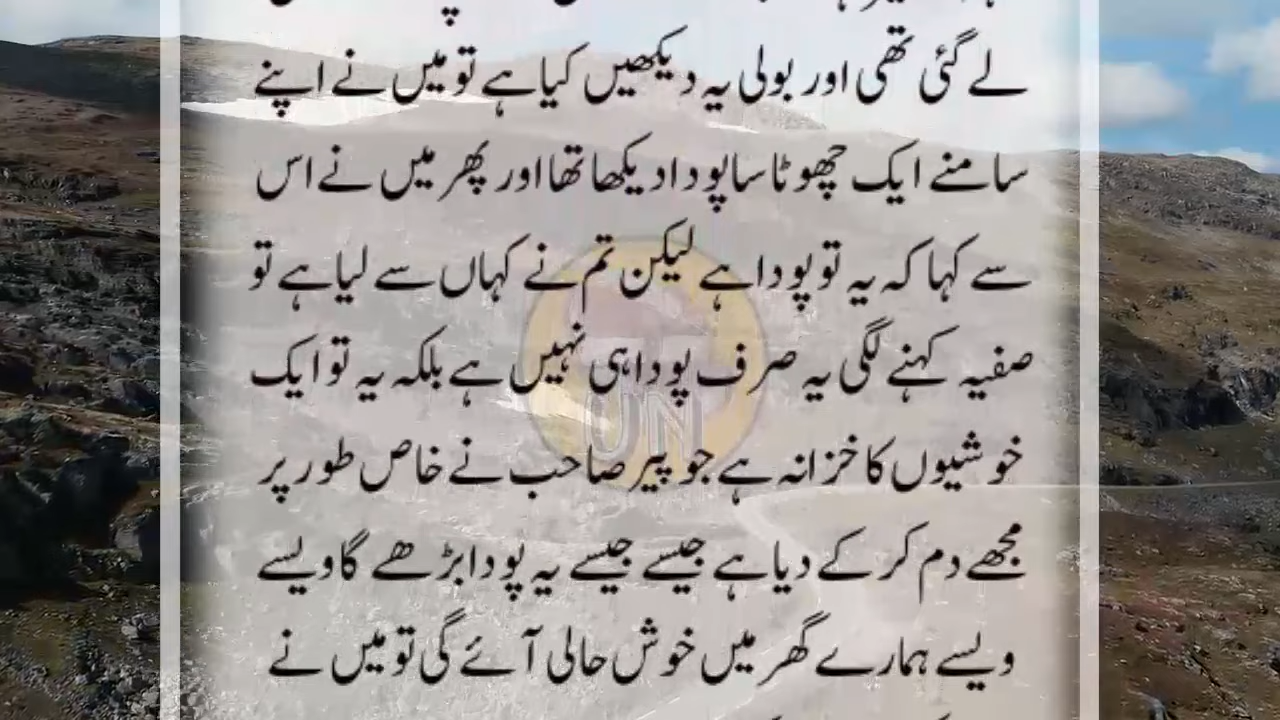 لے گئی تھی اور بولی یہ دیکھیں کیا ہے تو میں نے اپنے
سامنے ایک چھوٹا سا پودا دیکھا تھا اور پھر میں نے اس
سے کہا کہ یہ تو پودا ہے لیکن تم نے کہاں سے لیا ہے تو
صفیہ کہنے لگی یہ صرف پودا ہی نہیں ہے بلکہ یہ تو ایک
خوشیوں کا خزانہ ہے جو پیر صاحب نے خاص طور پر
مجھے دم کر کے دیا ہے جیسے جیسے یہ پودا بڑھے گا ویسے
ویسے ہمارے گھر میں خوش حالی آئے گی تو میں نے
UN